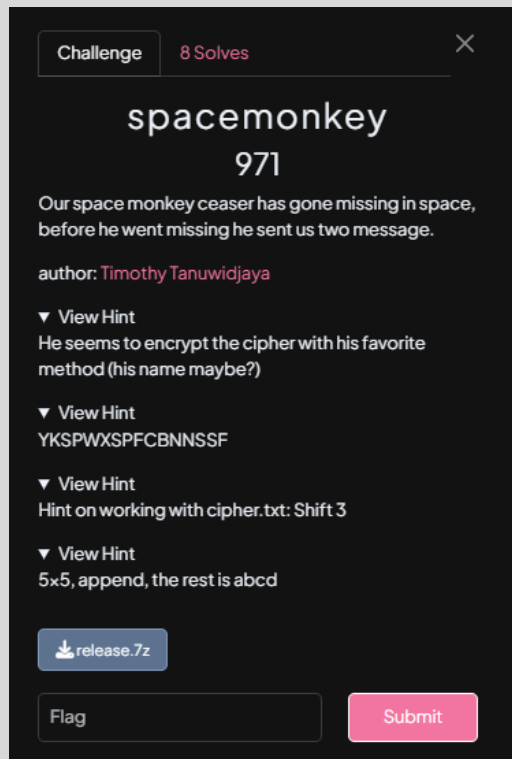 Challenge
8 Solves
spacemonkey
971
Our space monkey ceaser has gone missing in space,
before he went missing he sent us two message.
author: Timothy Tanuwidjaya
▼ View Hint
He seems to encrypt the cipher with his favorite
method (his name maybe?)
▼ View Hint
YKSPWXSPFCBNNSSF
▼ View Hint
Hint on working with cipher.txt: Shift 3
▼ View Hint
5x5, append, the rest is abcd
release.7z
Flag
Submit